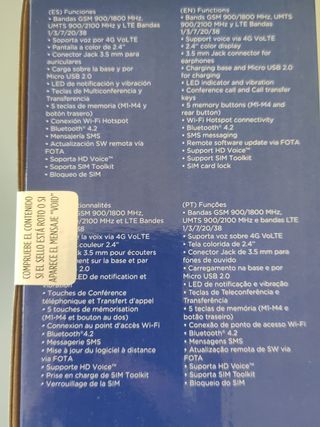 (ES) Funciones
• Bandas GSM 900/1800 MHz,
UMTS 900/2100 MHz y LTE Bandas
1/3/7/20/38
• Soporta voz por 4G VoLTE
• Pantalla a color de 2.4"
• Conector Jack 3.5 mm para
auriculares
• Carga sobre la base y por
Micro USB 2.0
• LED de notificación y vibración
• Teclas de Multiconferencia y
Transferencia
• 5 teclas de memoria (M1-M4 y
botón trasero)
• Conexión Wi-Fi Hotspot
• Bluetooth® 4.2
• Mensajería SMS
• Actualización SW remota vía
FOTA
• Soporta HD Voice™
• Soporta SIM Toolkit
• Bloqueo de SIM
(EN) Functions
• Bands GSM 900/1800 MHz, UMTS
900/2100 MHz and LTE Bands
1/3/7/20/38
• Support voice via 4G VoLTE
• 2.4" color display
• 3.5 mm Jack connector for
earphones
• Charging base and Micro USB 2.0
for charging
• LED indicator and vibration
• Conference call and Call transfer
keys
• 5 memory buttons (M1-M4 and
rear button)
• Wi-Fi Hotspot connectivity
• Bluetooth® 4.2
• SMS messaging
• Remote software update via FOTA
• Support HD Voice™
• Support SIM Toolkit
• SIM card lock
COMPRUEBE EL CONTENIDO
SI EL SELLO ESTÁ ROTO O SI
APARECE EL MENSAJE "VOID"
ionnalités
GSM 900/1800 MHz,
00 MHz et LTE Bandes
38
la voix via 4G VoLTE
couleur 2.4"
k 3.5 mm pour écouters
ent sur la base et par
2.0
LED de notification et
vibration
• Touches de Conférence
téléphonique et Transfert d'appel
• 5 touches de mémorisation
(M1-M4 et bouton au dos)
• Connexion au point d'accès Wi-Fi
• Bluetooth® 4.2
• Messagerie SMS
• Mise à jour du logiciel à distance
via FOTA
• Supporte HD Voice™
• Prise en charge de SIM Toolkit
• Verrouillage de la SIM
(PT) Funções
• Bandas GSM 900/1800 MHz,
UMTS 900/2100 MHz e bandas LTE
1/3/7/20/38
• Suporta voz sobre 4G VoLTE
• Tela colorida de 2.4"
• Conector Jack de 3.5 mm para
fones de ouvido
• Carregamento na base e por
Micro USB 2.0
• LED de notificação e vibração
• Teclas de Teleconferência e
Transferência
• 5 teclas de memória (M1-M4 e
botão traseiro)
• Conexão do ponto de acesso Wi-Fi
• Bluetooth® 4.2
• Mensagens SMS
• Atualização remota de SW via
FOTA
• Suporta HD Voice™
• Suporta SIM Toolkit
• Bloqueio do SIM